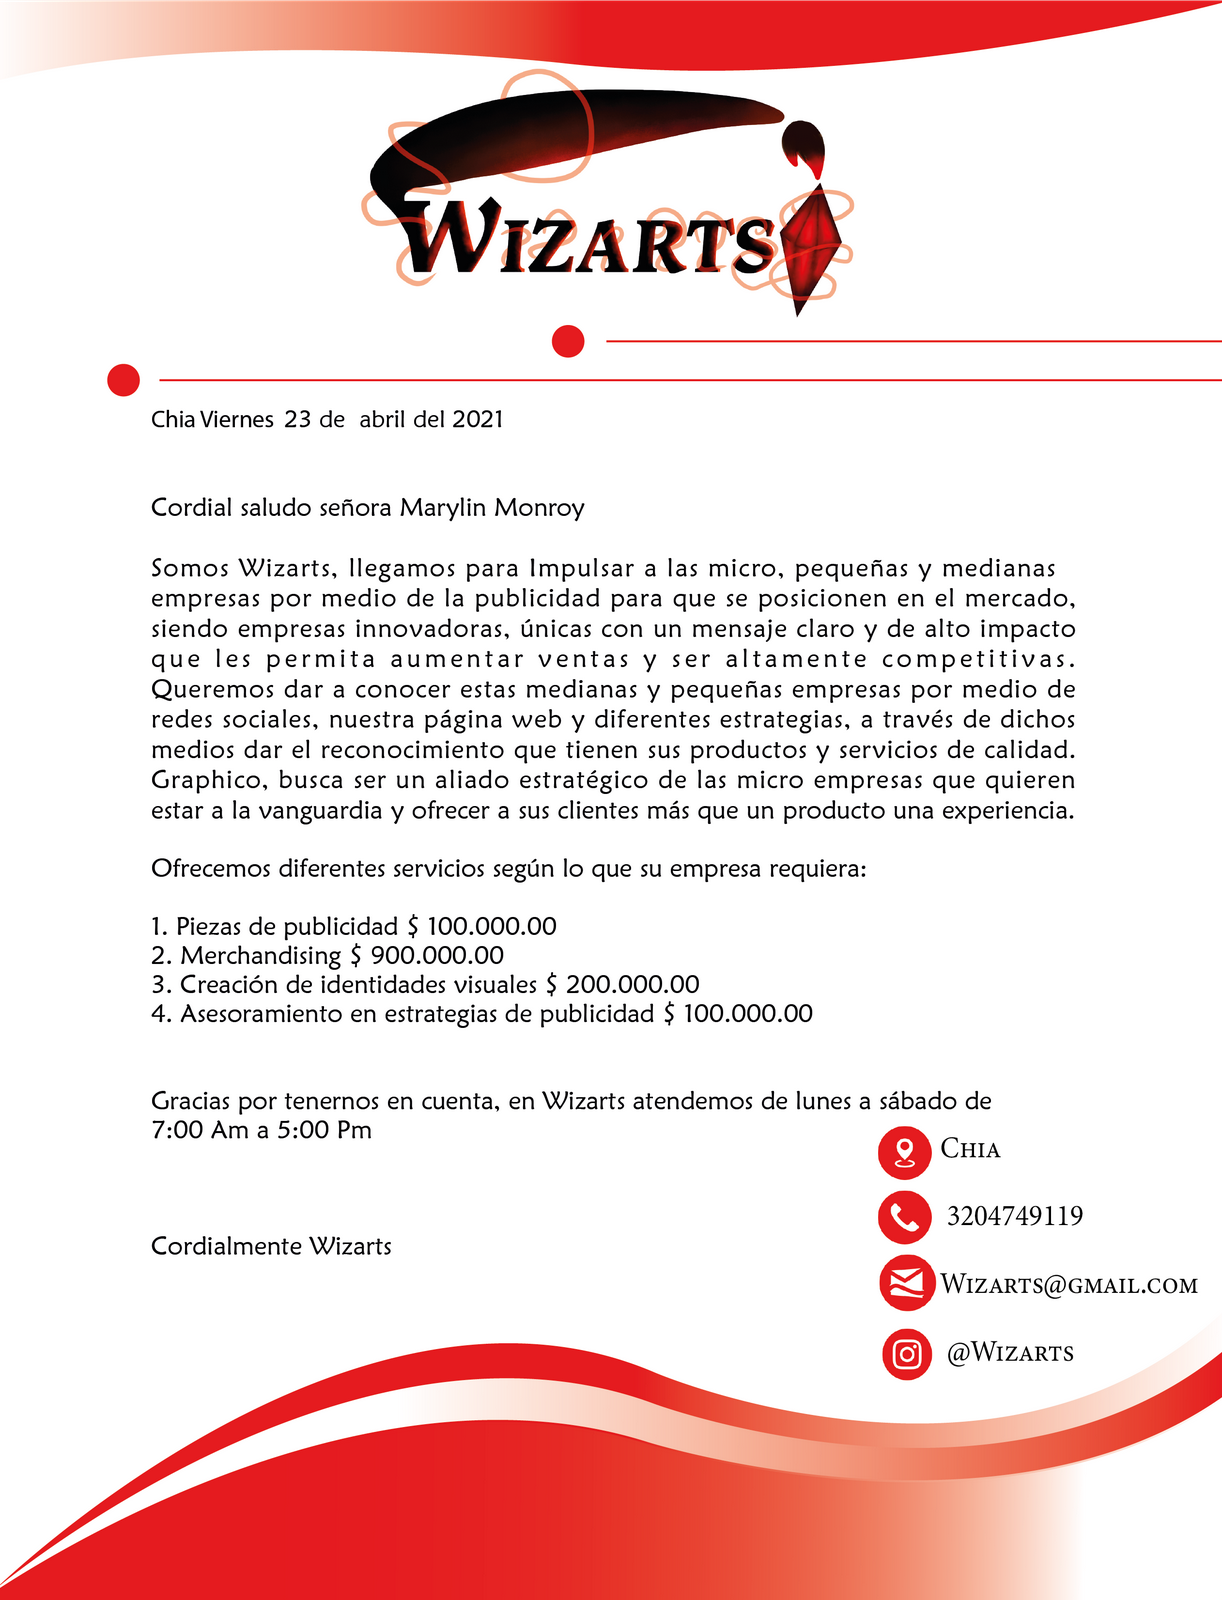 WIZARTS
Chia Viernes 23 de abril del 2021
Cordial saludo señora Marylin Monroy
Somos Wizarts, llegamos para Impulsar a las micro, pequeñas y medianas
empresas por medio de la publicidad para que se posicionen en el mercado,
siendo empresas innovadoras, únicas con un mensaje claro y de alto impacto
que les permita aumentar ventas y ser altamente competitivas.
Queremos dar a conocer estas medianas y pequeñas empresas por medio de
redes sociales, nuestra página web y diferentes estrategias, a través de dichos
medios dar el reconocimiento que tienen sus productos y servicios de calidad.
Graphico, busca ser un aliado estratégico de las micro empresas que quieren
estar a la vanguardia y ofrecer a sus clientes más que un producto una experiencia.
Ofrecemos diferentes servicios según lo que su empresa requiera:
1. Piezas de publicidad $ 100.000.00
2. Merchandising $ 900.000.00
3. Creación de identidades visuales $ 200.000.00
4. Asesoramiento en estrategias de publicidad $ 100.000.00
Gracias por tenernos en cuenta, en Wizarts atendemos de lunes a sábado de
7:00 Am a 5:00 Pm
Cordialmente Wizarts
Chia
3204749119
Wizarts@gmail.com
@Wizarts